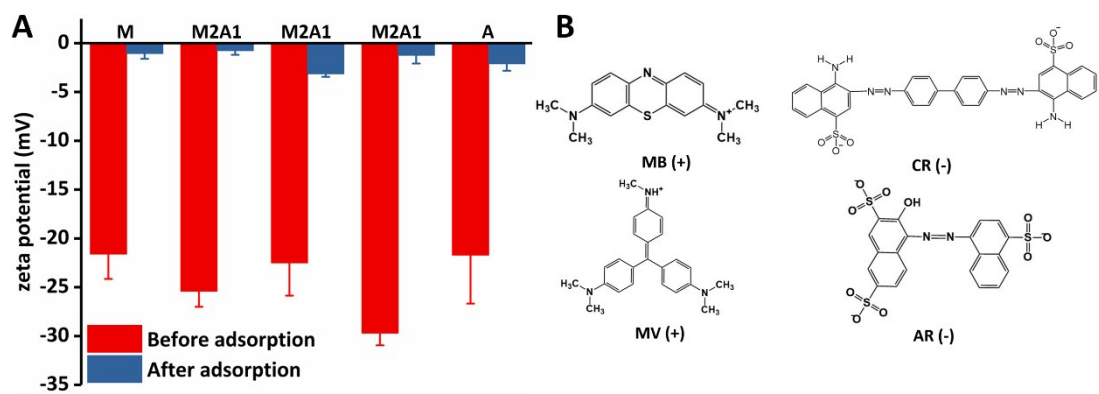 A
M M2A1 M2A1 M2A1 A
0
-5
-10
-15
-20
-25
-30
-35
zeta potential (mV)
Before adsorption
After adsorption
B
N
H₃C N S N⁺ CH₃
CH₃ CH₃
MB (+)
O⁻
O S O
H N H
N=N N=N
O S O
O⁻
H N H
CR (-)
H₃C NH⁺
N CH₃
CH₃
H₃C N
CH₃
MV (+)
⁻O
O S O
OH
N=N
O
S O⁻
O
O
S O
⁻O
AR (-)